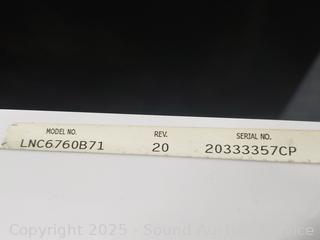 MODEL NO. REV. SERIAL NO.
LNC6760B71 20 20333357CP
Copyright 2025 - Sound Auction Service